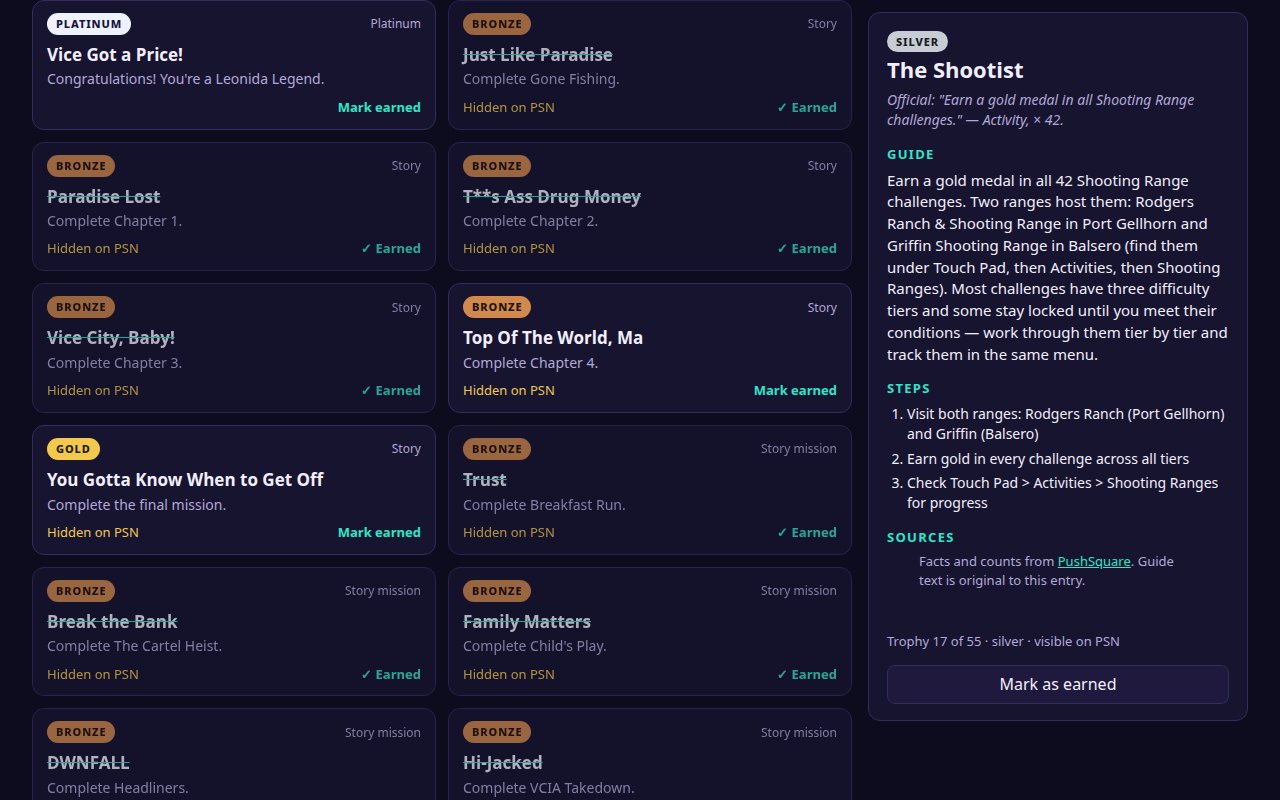 PLATINUM
Platinum
Vice Got a Price!
Congratulations! You're a Leonida Legend.
Mark earned
BRONZE
Story
Just Like Paradise
Complete Gone Fishing.
Hidden on PSN
✓ Earned
BRONZE
Story
Paradise Lost
Complete Chapter 1.
Hidden on PSN
✓ Earned
BRONZE
Story
T**s Ass Drug Money
Complete Chapter 2.
Hidden on PSN
✓ Earned
BRONZE
Story
Vice City, Baby!
Complete Chapter 3.
Hidden on PSN
✓ Earned
BRONZE
Story
Top Of The World, Ma
Complete Chapter 4.
Hidden on PSN
Mark earned
GOLD
Story
You Gotta Know When to Get Off
Complete the final mission.
Hidden on PSN
Mark earned
BRONZE
Story mission
Trust
Complete Breakfast Run.
Hidden on PSN
✓ Earned
BRONZE
Story mission
Break the Bank
Complete The Cartel Heist.
Hidden on PSN
✓ Earned
BRONZE
Story mission
Family Matters
Complete Child's Play.
Hidden on PSN
✓ Earned
BRONZE
Story mission
DWNFALL
Complete Headliners.
BRONZE
Story mission
Hi-Jacked
Complete VCIA Takedown.
SILVER
The Shootist
Official: "Earn a gold medal in all Shooting Range
challenges." — Activity, × 42.
GUIDE
Earn a gold medal in all 42 Shooting Range
challenges. Two ranges host them: Rodgers
Ranch & Shooting Range in Port Gellhorn and
Griffin Shooting Range in Balsero (find them
under Touch Pad, then Activities, then Shooting
Ranges). Most challenges have three difficulty
tiers and some stay locked until you meet their
conditions — work through them tier by tier and
track them in the same menu.
STEPS
1. Visit both ranges: Rodgers Ranch (Port Gellhorn)
and Griffin (Balsero)
2. Earn gold in every challenge across all tiers
3. Check Touch Pad > Activities > Shooting Ranges
for progress
SOURCES
Facts and counts from PushSquare. Guide
text is original to this entry.
Trophy 17 of 55 · silver · visible on PSN
Mark as earned